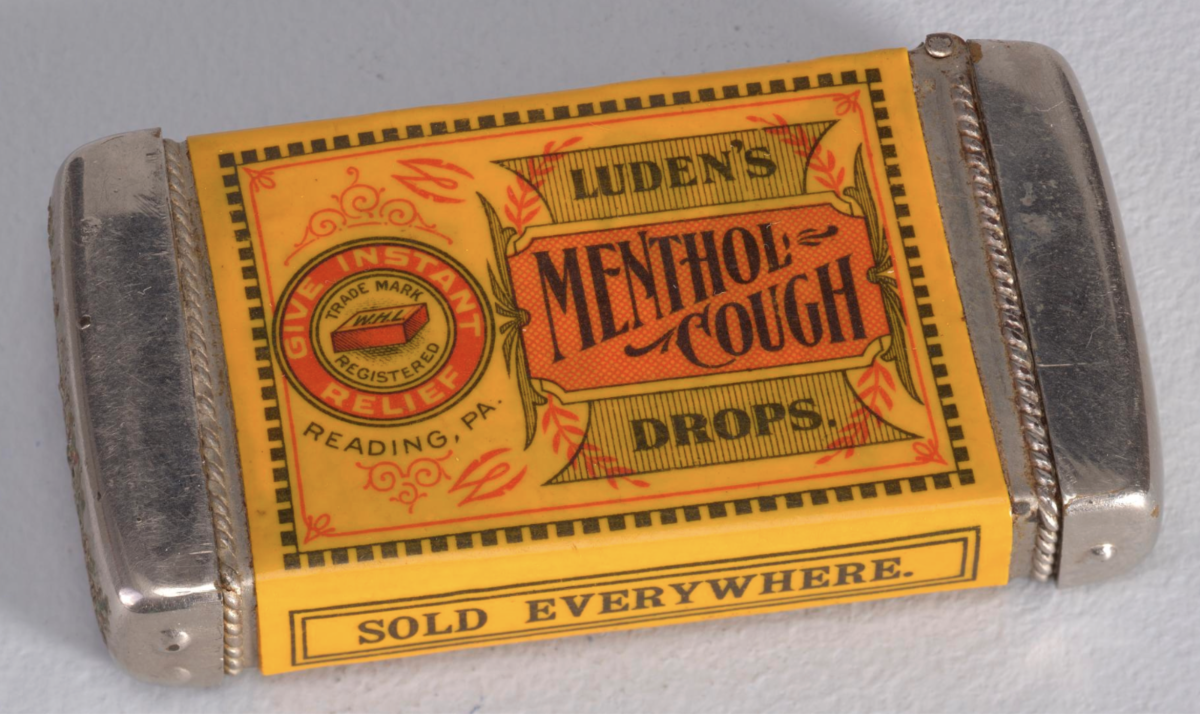 LUDEN'S
MENTHOL
COUGH
DROPS.
GIVE INSTANT
RELIEF
TRADE MARK
W.H.L
REGISTERED
READING, PA.
SOLD EVERYWHERE.